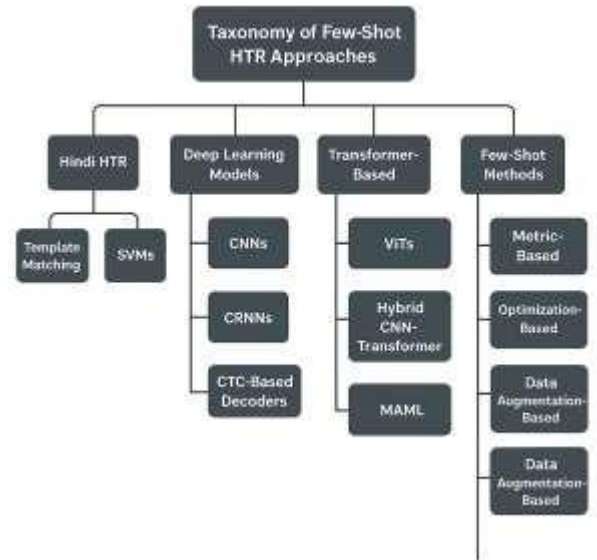 Taxonomy of Few-Shot
HTR Approaches
Hindi HTR
Template
Matching
SVMs
Deep Learning
Models
CNNs
CRNNs
CTC-Based
Decoders
Transformer-
Based
ViTs
Hybrid
CNN-
Transformer
MAML
Few-Shot
Methods
Metric-
Based
Optimization-
Based
Data
Augmentation-
Based
Data
Augmentation-
Based